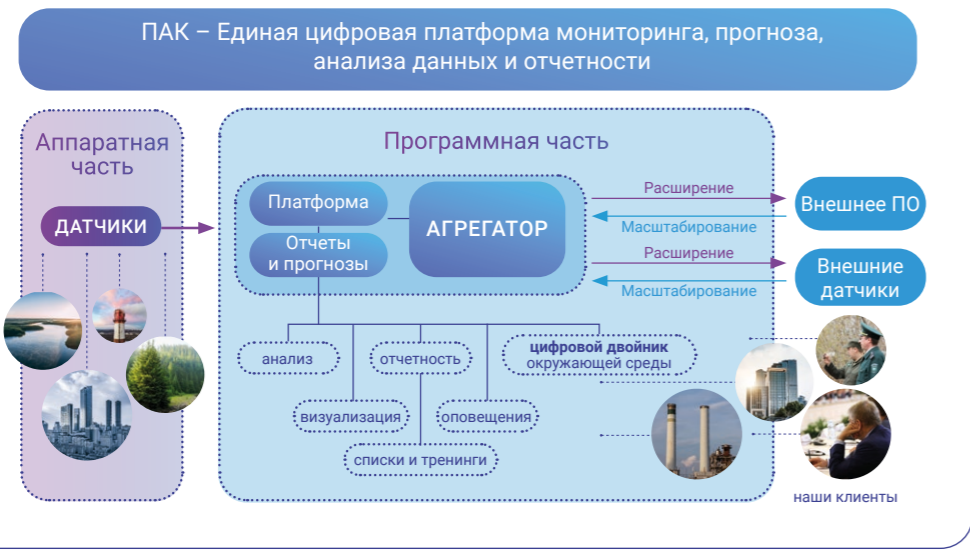 ПАК – Единая цифровая платформа мониторинга, прогноза,
анализа данных и отчетности
Аппаратная
часть
ДАТЧИКИ
Программная часть
Платформа
Отчеты
и прогнозы
АГРЕГАТОР
Расширение
Масштабирование
Расширение
Масштабирование
Внешнее ПО
Внешние
датчики
анализ
отчетность
цифровой двойник
окружающей среды
визуализация
оповещения
списки и тренинги
наши клиенты